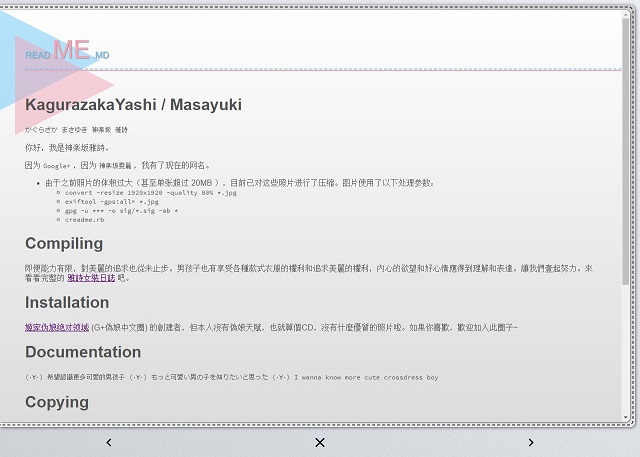 READ ME .MD
KagurazakaYashi / Masayuki
かぐらざか まさゆき 神楽坂 雅詩
你好，我是神楽坂雅詩。
因为 Google+ ，因为 神楽坂雯麗 ，我有了现在的网名。
由于之前照片的体积过大（甚至单张超过 20MB ），目前已对这些照片进行了压缩。图片使用了以下处理参数。
convert -resize 1920x1920 -quality 80% *.jpg
exiftool -gps:all= *.jpg
gpg -u *** -o sig/*.sig -ab *
creadme.rb
Compiling
即便能力有限，對美麗的追求也從未止步。男孩子也有享受各種款式衣服的權利和追求美麗的權利，內心的欲望和好心情應得到理解和表達。讓我們壹起努力。來
看看完整的 雅詩女裝日誌 吧。
Installation
姬家伪娘绝对领域 (G+偽娘中文圈) 的創建者，但本人沒有偽娘天賦，也就算個CD，沒有什麼優質的照片啦。如果你喜歡，歡迎加入此圈子~
Documentation
(·∀·) 希望認識更多可愛的男孩子 (·∀·) もっと可愛い男の子を知りたいと思った (·∀·) I wanna know more cute crossdress boy
Copying